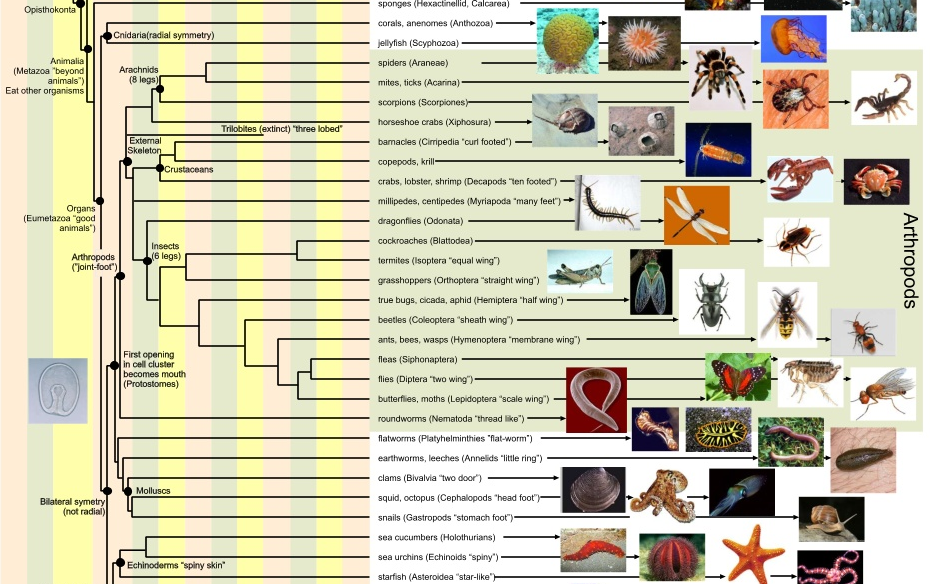 sponges (Hexactinellid, Calcarea)
Opisthokonta
corals, anenomes (Anthozoa)
Cnidaria(radial symmetry)
jellyfish (Scyphozoa)
Animalia
(Metazoa "beyond
animals")
Eat other organisms
spiders (Araneae)
Arachnids
(8 legs)
mites, ticks (Acarina)
scorpions (Scorpiones)
horseshoe crabs (Xiphosura)
Trilobites (extinct) "three lobed"
External
Skeleton
barnacles (Cirripedia "curl footed")
copepods, krill
Crustaceans
crabs, lobster, shrimp (Decapods "ten footed")
millipedes, centipedes (Myriapoda "many feet")
Organs
(Eumetazoa "good
animals")
dragonflies (Odonata)
cockroaches (Blattodea)
Insects
(6 legs)
Arthropods
("joint-foot")
termites (Isoptera "equal wing")
grasshoppers (Orthoptera "straight wing")
Arthropods
true bugs, cicada, aphid (Hemiptera "half wing")
beetles (Coleoptera "sheath wing")
ants, bees, wasps (Hymenoptera "membrane wing")
First opening
in cell cluster
becomes mouth
(Protostomes)
fleas (Siphonaptera)
flies (Diptera "two wing")
butterflies, moths (Lepidoptera "scale wing")
roundworms (Nematoda "thread like")
flatworms (Platyhelminthies "flat-worm")
earthworms, leeches (Annelids "little ring")
clams (Bivalvia "two door")
Molluscs
squid, octopus (Cephalopods "head foot")
Bilateral symetry
(not radial)
snails (Gastropods "stomach foot")
sea cucumbers (Holothurians)
sea urchins (Echinoids "spiny")
Echinoderms "spiny skin"
starfish (Asteroidea "star-like")